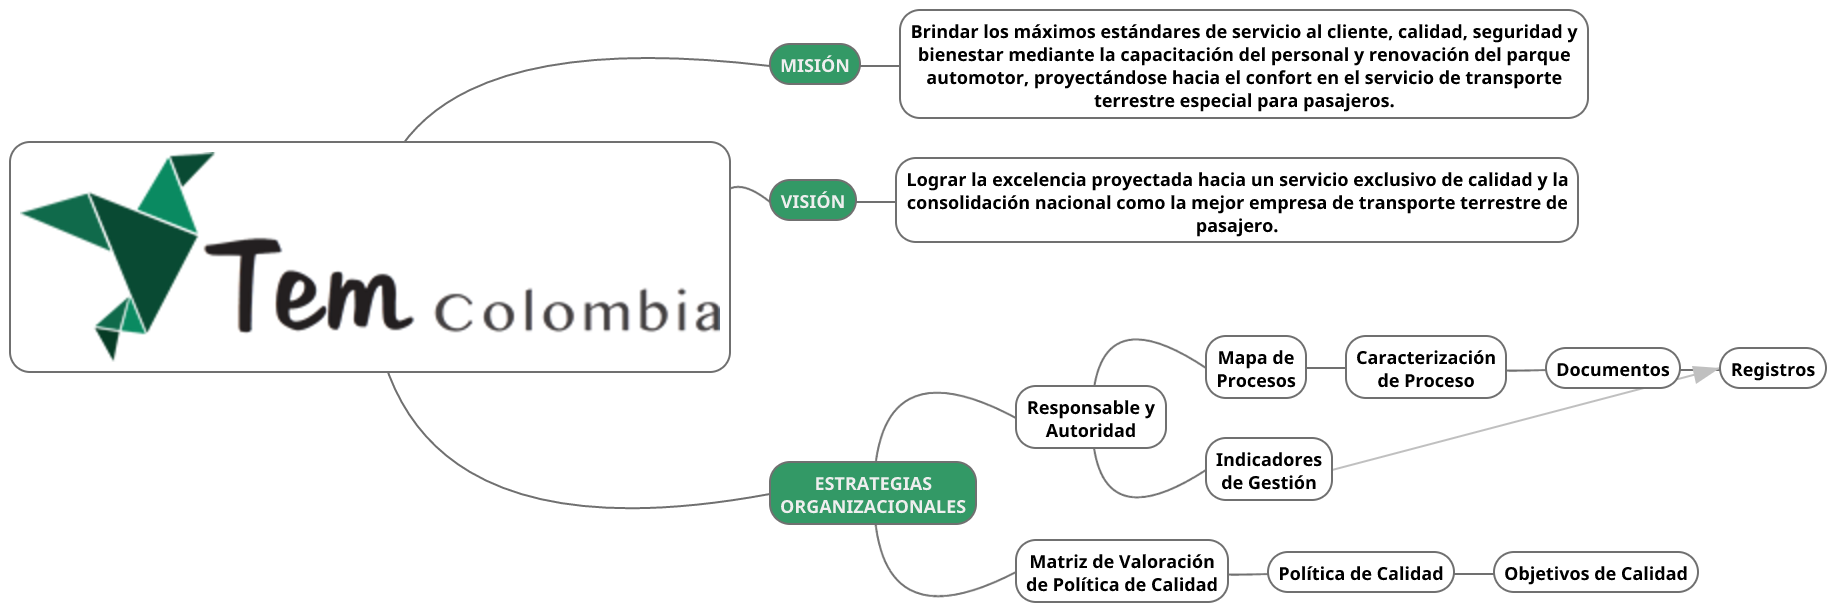 Tem Colombia
MISIÓN
Brindar los máximos estándares de servicio al cliente, calidad, seguridad y
bienestar mediante la capacitación del personal y renovación del parque
automotor, proyectándose hacia el confort en el servicio de transporte
terrestre especial para pasajeros.
VISIÓN
Lograr la excelencia proyectada hacia un servicio exclusivo de calidad y la
consolidación nacional como la mejor empresa de transporte terrestre de
pasajero.
ESTRATEGIAS
ORGANIZACIONALES
Responsable y
Autoridad
Mapa de
Procesos
Caracterización
de Proceso
Documentos
Registros
Indicadores
de Gestión
Matriz de Valoración
de Política de Calidad
Política de Calidad
Objetivos de Calidad